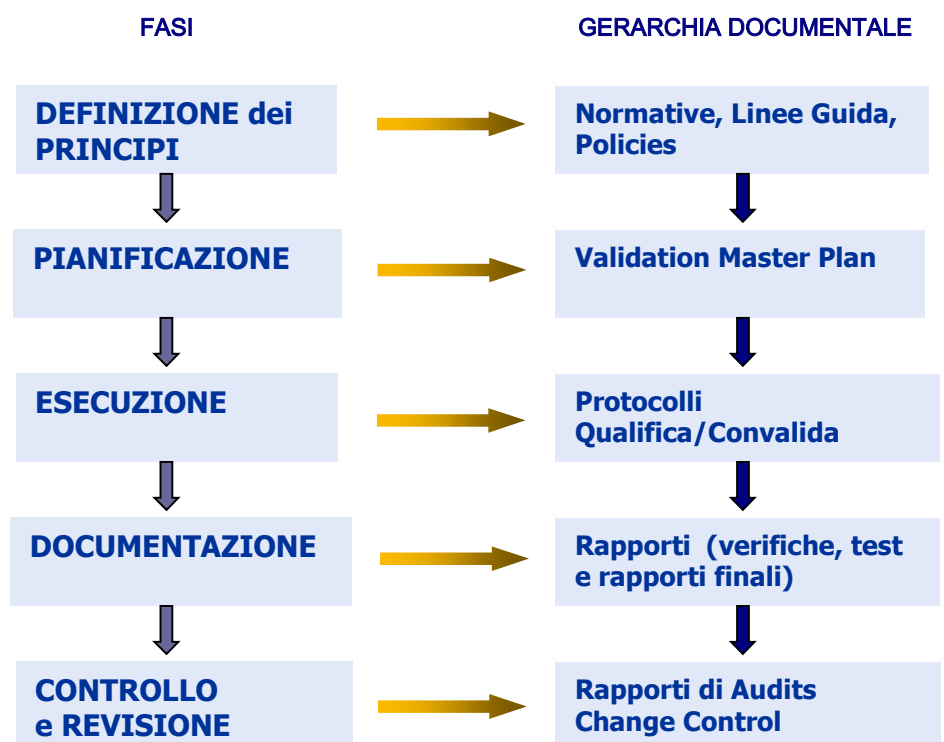 FASI
GERARCHIA DOCUMENTALE
DEFINIZIONE dei
PRINCIPI
Normative, Linee Guida,
Policies
PIANIFICAZIONE
Validation Master Plan
ESECUZIONE
Protocolli
Qualifica/Convalida
DOCUMENTAZIONE
Rapporti (verifiche, test
e rapporti finali)
CONTROLLO
e REVISIONE
Rapporti di Audits
Change Control